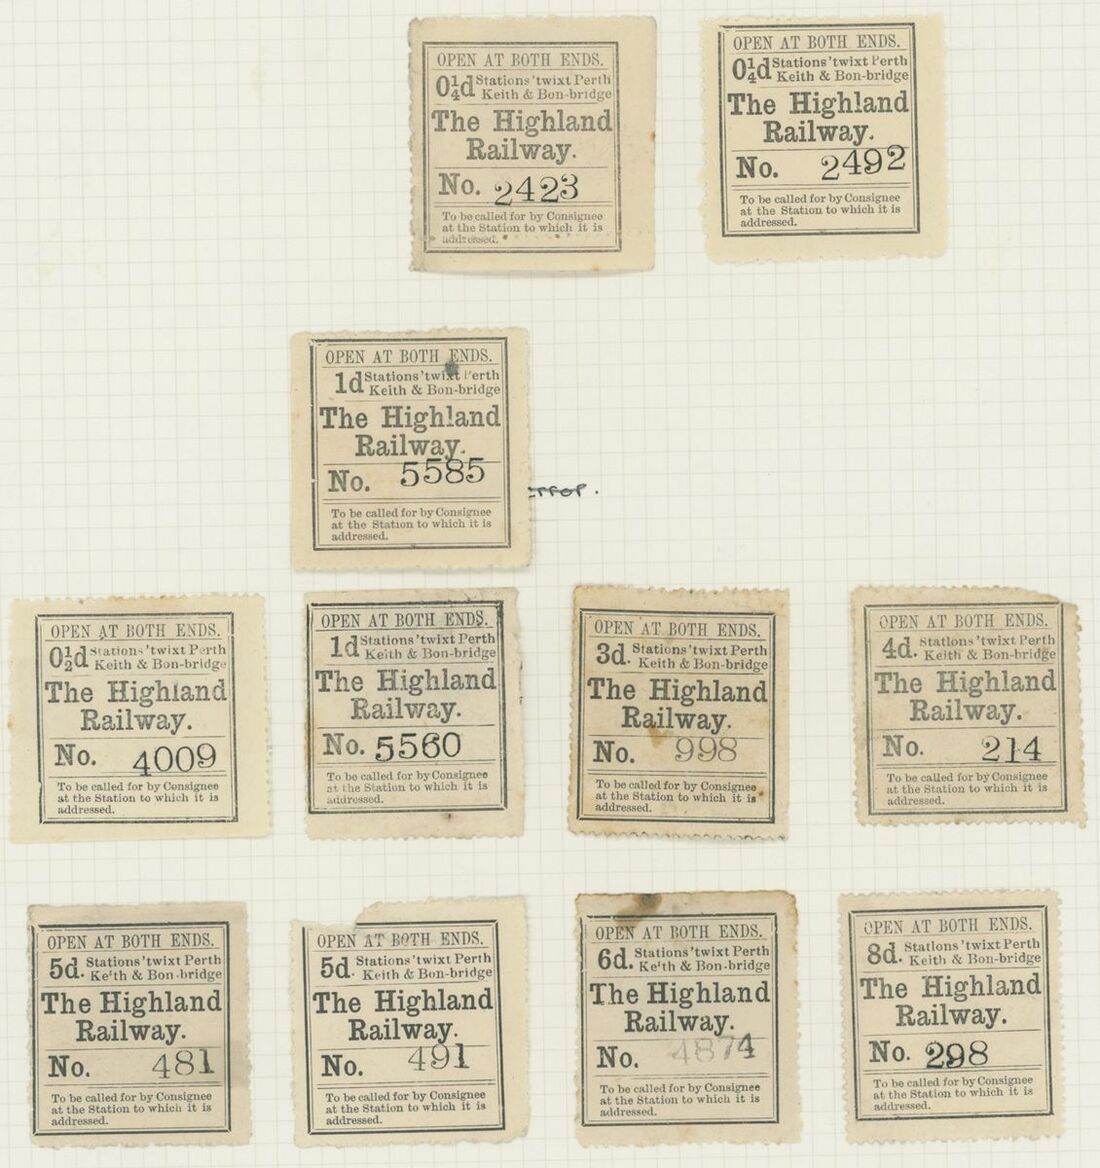 OPEN AT BOTH ENDS.
0¼d Stations 'twixt Perth
Keith & Bon-bridge
The Highland
Railway.
No. 2423
To be called for by Consignee
at the Station to which it is
addressed.
OPEN AT BOTH ENDS.
0¼d Stations 'twixt Perth
Keith & Bon-bridge
The Highland
Railway.
No. 2492
To be called for by Consignee
at the Station to which it is
addressed.
OPEN AT BOTH ENDS.
1d Stations 'twixt Perth
Keith & Bon-bridge
The Highland
Railway.
No. 5585
To be called for by Consignee
at the Station to which it is
addressed.
OPEN AT BOTH ENDS.
0½d Stations 'twixt Perth
Keith & Bon-bridge
The Highland
Railway.
No. 4009
To be called for by Consignee
at the Station to which it is
addressed.
OPEN AT BOTH ENDS.
1d Stations 'twixt Perth
Keith & Bon-bridge
The Highland
Railway.
No. 5560
To be called for by Consignee
at the Station to which it is
addressed.
OPEN AT BOTH ENDS.
3d. Stations 'twixt Perth
Keith & Bon-bridge
The Highland
Railway.
No. 998
To be called for by Consignee
at the Station to which it is
addressed.
OPEN AT BOTH ENDS.
4d. Stations 'twixt Perth
Keith & Bon-bridge
The Highland
Railway.
No. 214
To be called for by Consignee
at the Station to which it is
addressed.
OPEN AT BOTH ENDS.
5d. Stations 'twixt Perth
Keith & Bon-bridge
The Highland
Railway.
No. 481
To be called for by Consignee
at the Station to which it is
addressed.
OPEN AT BOTH ENDS.
5d. Stations 'twixt Perth
Keith & Bon-bridge
The Highland
Railway.
No. 491
To be called for by Consignee
at the Station to which it is
addressed.
OPEN AT BOTH ENDS.
6d. Stations 'twixt Perth
Keith & Bon-bridge
The Highland
Railway.
No. 4874
To be called for by Consignee
at the Station to which it is
addressed.
OPEN AT BOTH ENDS.
8d. Stations 'twixt Perth
Keith & Bon-bridge
The Highland
Railway.
No. 298
To be called for by Consignee
at the Station to which it is
addressed.